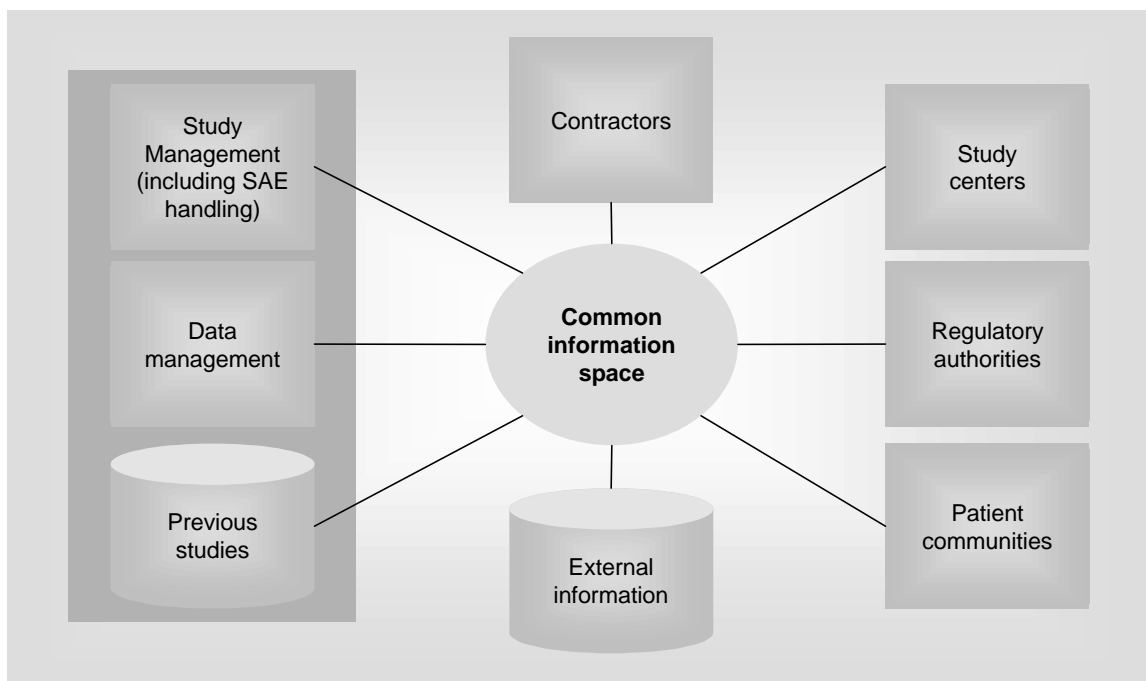 Study
Management
(including SAE
handling)
Contractors
Study
centers
Data
management
Common
information
space
Regulatory
authorities
Previous
studies
External
information
Patient
communities